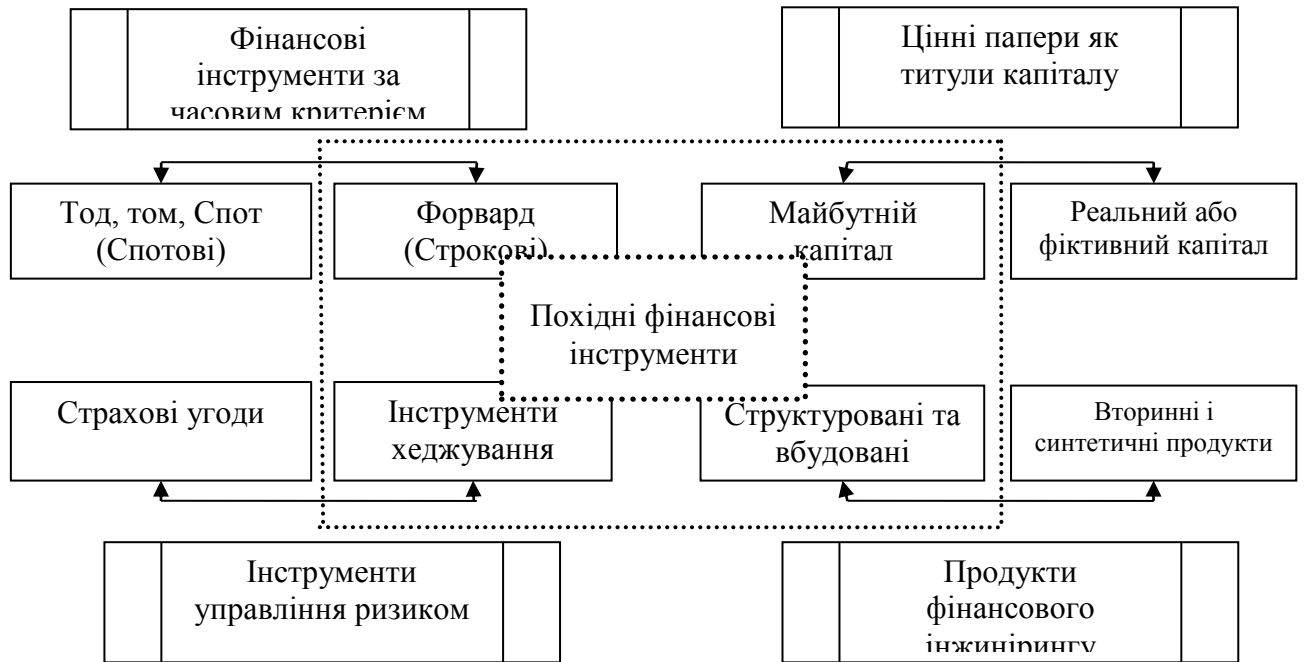 Фінансові
інструменти за
часовим критерієм
Цінні папери як
титули капіталу
Тод, том, Спот
(Спотові)
Форвард
(Строкові)
Майбутній
капітал
Реальний або
фіктивний капітал
Похідні фінансові
інструменти
Страхові угоди
Інструменти
хеджування
Структуровані та
вбудовані
Вторинні і
синтетичні продукти
Інструменти
управління ризиком
Продукти
фінансового
інжинірингу